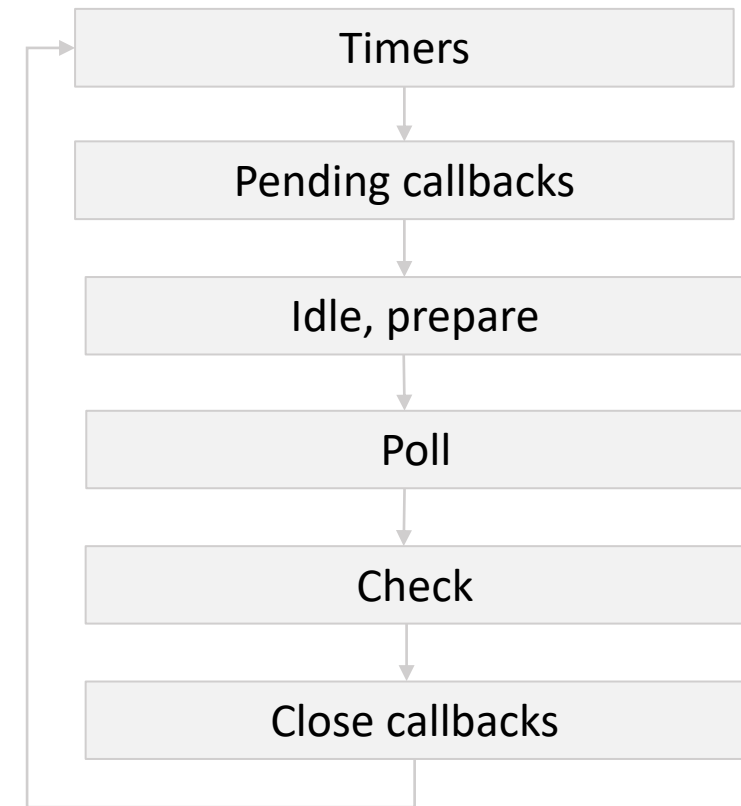 Timers
Pending callbacks
Idle, prepare
Poll
Check
Close callbacks